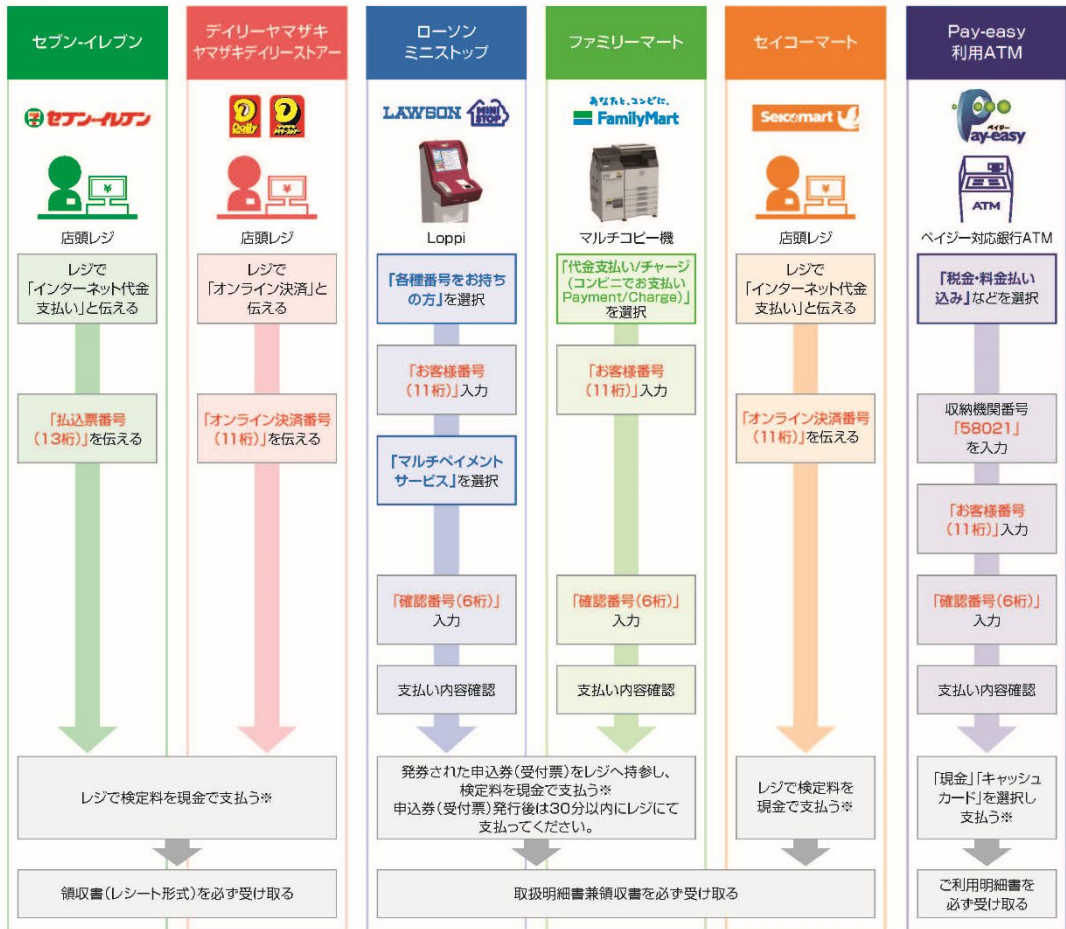 セブン-イレブン
デイリーヤマザキ
ヤマザキデイリーストアー
ローソン
ミニストップ
ファミリーマート
セイコーマート
Pay-easy
利用ATM
セブン-イレブン
Daily
LAWSON
MINI
STOP
あなたと、コンビに、
FamilyMart
Seicomart
ペイジー
Pay-easy
¥
¥
¥
ATM
店頭レジ
店頭レジ
Loppi
マルチコピー機
店頭レジ
ペイジー対応銀行ATM
レジで
「インターネット代金
支払い」と伝える
「払込票番号
(13桁)」を伝える
レジで
「オンライン決済」と
伝える
「オンライン決済番号
(11桁)」を伝える
「各種番号をお持ち
の方」を選択
「お客様番号
(11桁)」入力
「マルチペイメント
サービス」を選択
「確認番号(6桁)」
入力
支払い内容確認
「代金支払い/チャージ
(コンビニでお支払い
Payment/Charge)」
を選択
「お客様番号
(11桁)」入力
「確認番号(6桁)」
入力
支払い内容確認
レジで
「インターネット代金
支払い」と伝える
「オンライン決済番号
(11桁)」を伝える
「税金・料金払い
込み」などを選択
収納機関番号
「58021」
を入力
「お客様番号
(11桁)」入力
「確認番号(6桁)」
入力
支払い内容確認
レジで検定料を現金で支払う※
発券された申込券(受付票)をレジへ持参し、
検定料を現金で支払う※
申込券(受付票)発行後は30分以内にレジにて
支払ってください。
レジで検定料を
現金で支払う※
「現金」「キャッシュ
カード」を選択し
支払う※
領収書(レシート形式)を必ず受け取る
取扱明細書兼領収書を必ず受け取る
ご利用明細書を
必ず受け取る